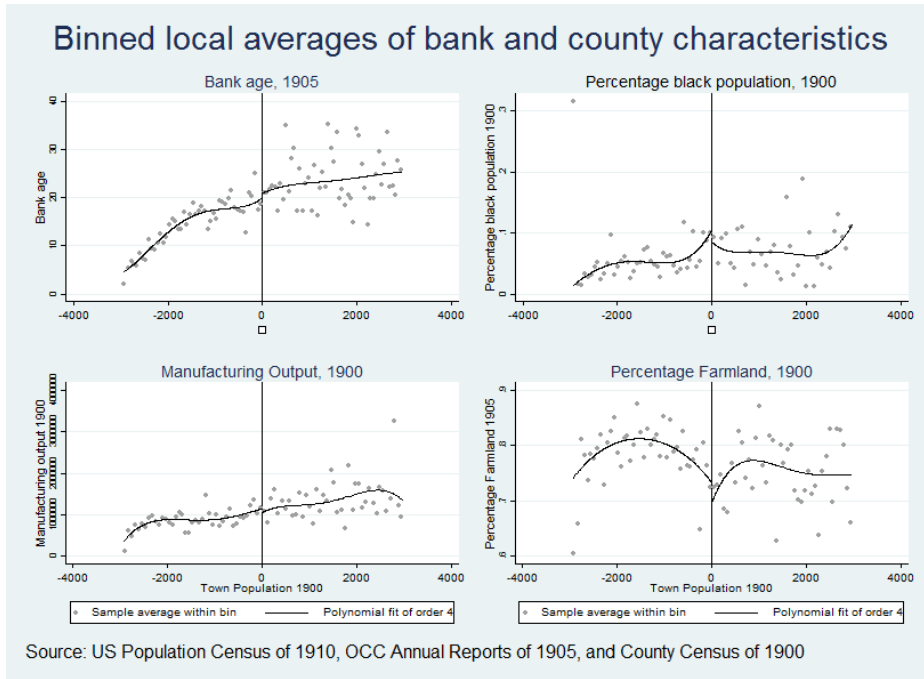 Binned local averages of bank and county characteristics
Bank age, 1905
Bank age
0 10 20 30 40
-4000 -2000 0 2000 4000
Percentage black population, 1900
Percentage black population 1900
0 .1 .2 .3
-4000 -2000 0 2000 4000
Manufacturing Output, 1900
Manufacturing Output 1900
-4000 -2000 0 2000 4000
Town Population 1900
Sample average within bin Polynomial fit of order 4
Percentage Farmland, 1900
Percentage Farmland 1905
.6 .7 .8 .9
-4000 -2000 0 2000 4000
Town Population 1900
Sample average within bin Polynomial fit of order 4
Source: US Population Census of 1910, OCC Annual Reports of 1905, and County Census of 1900